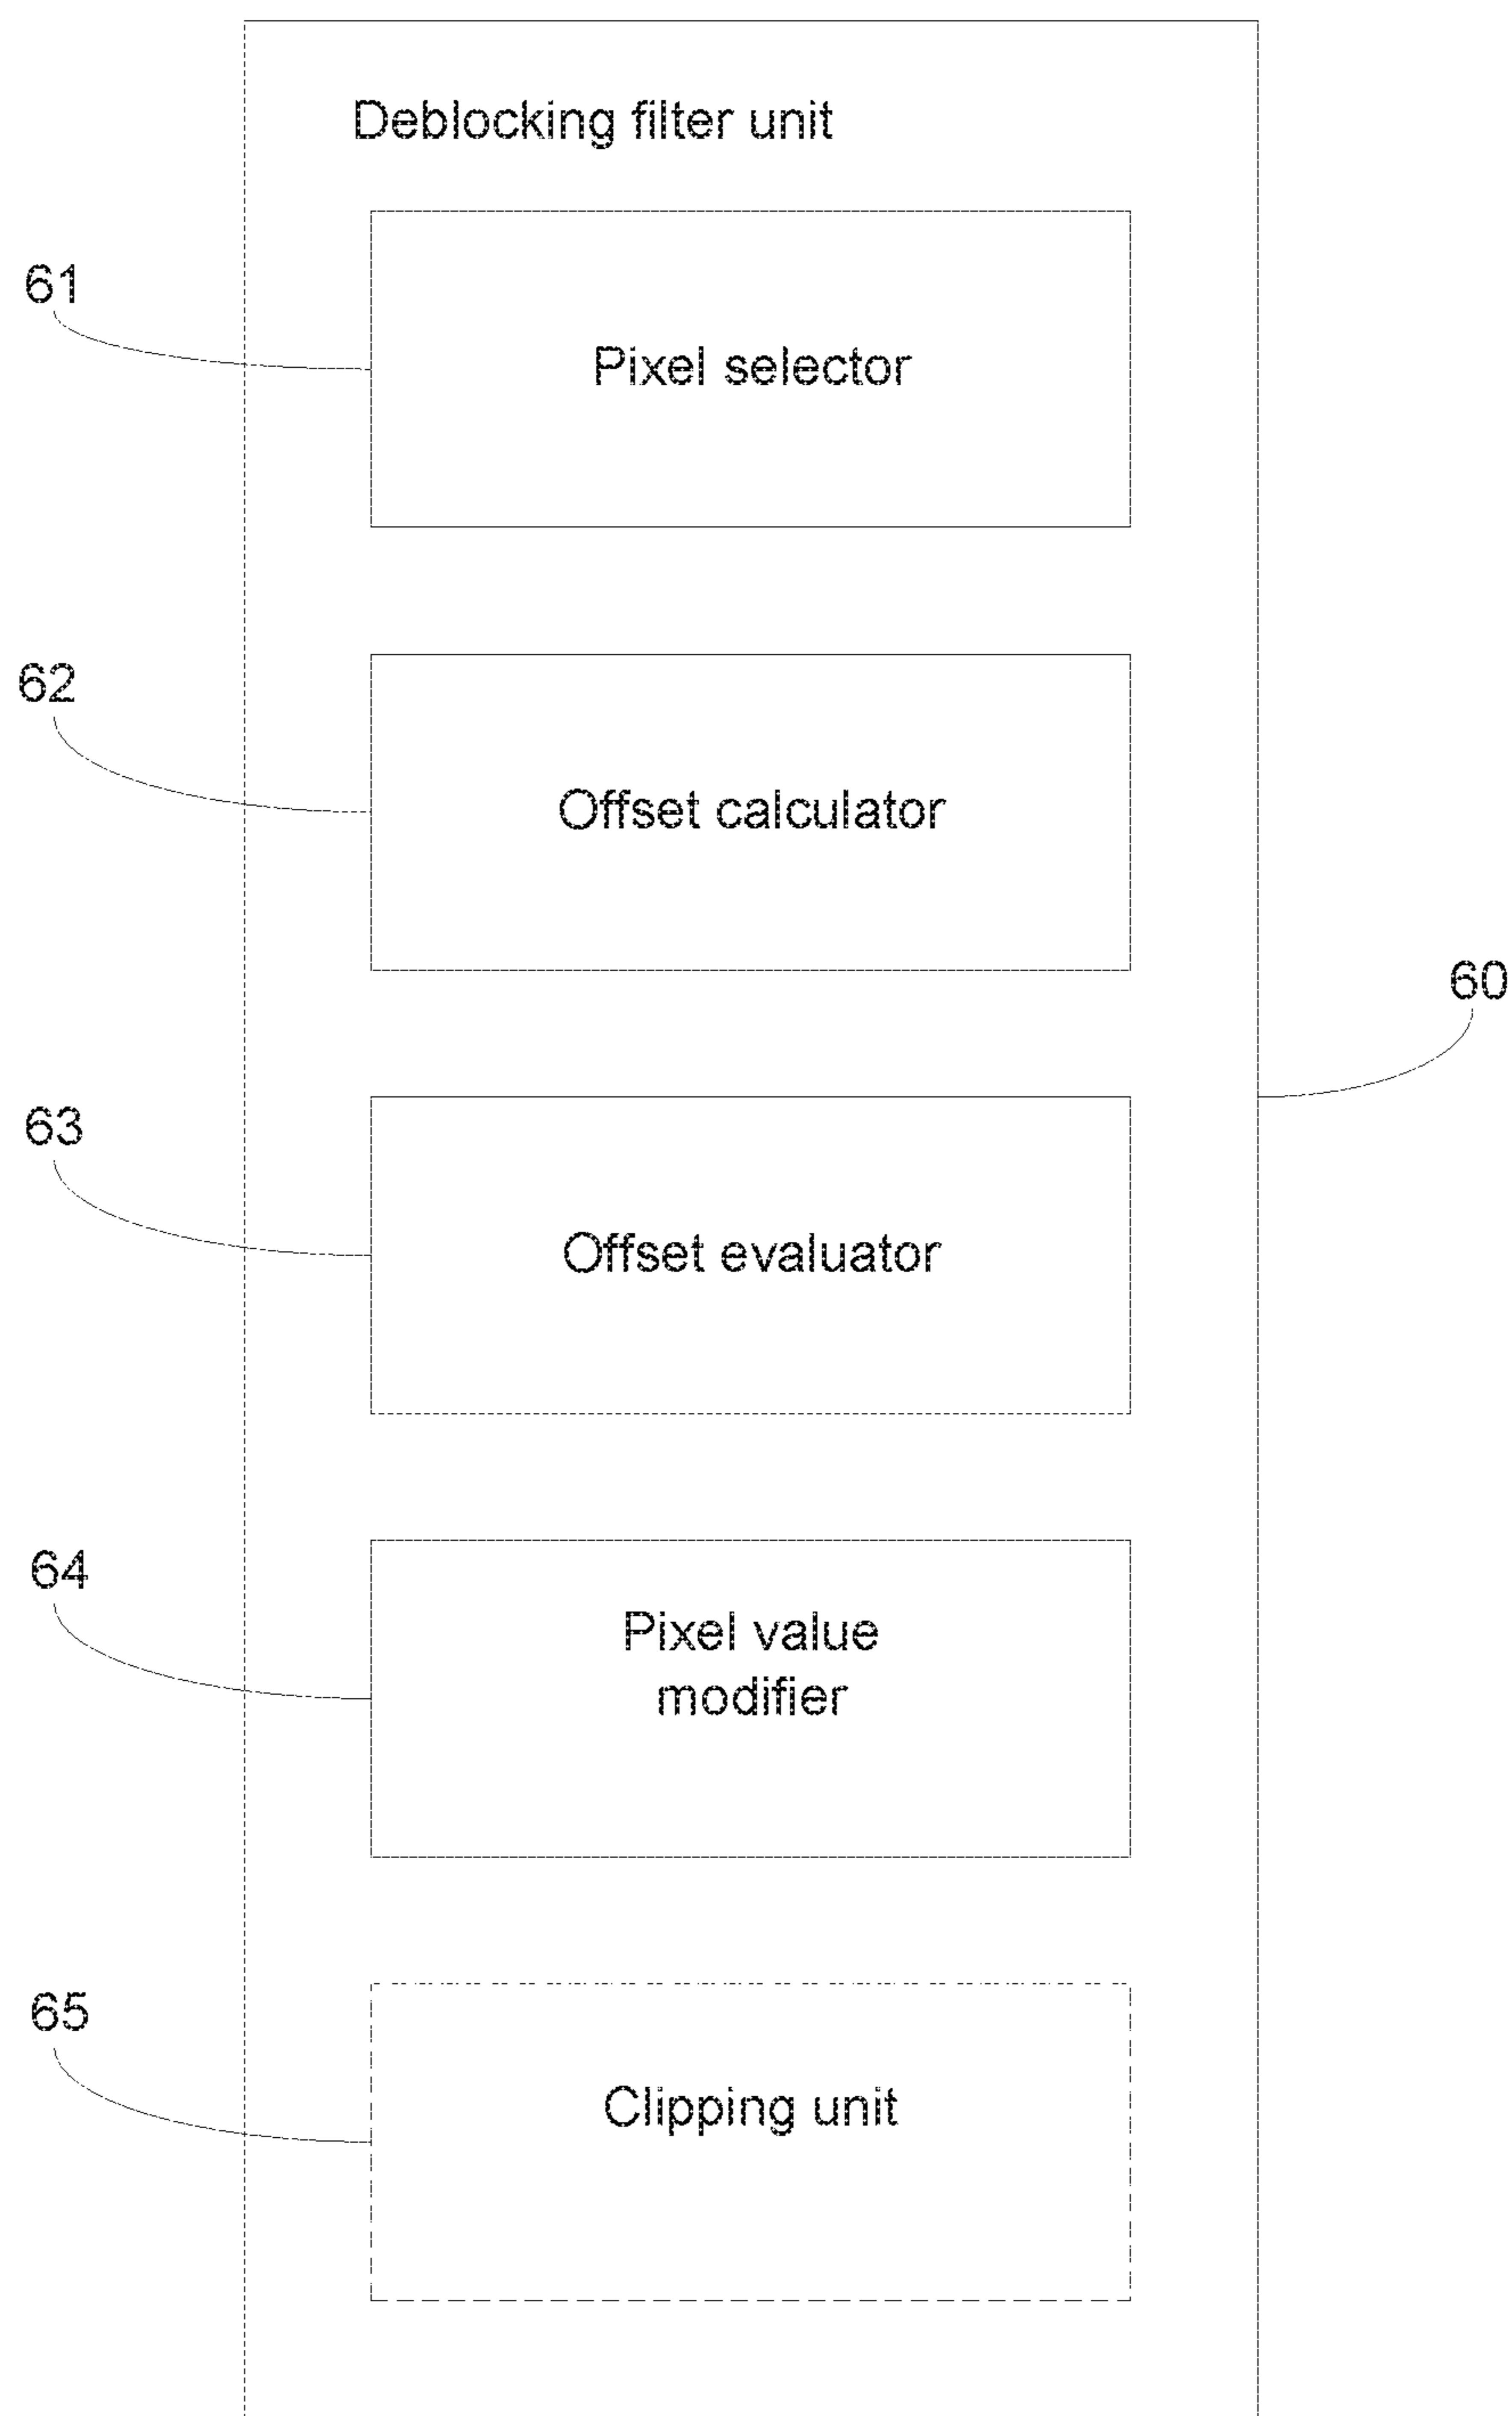 Deblocking filter unit
61
Pixel selector
62
Offset calculator
60
63
Offset evaluator
64
Pixel value
modifier
65
Clipping unit